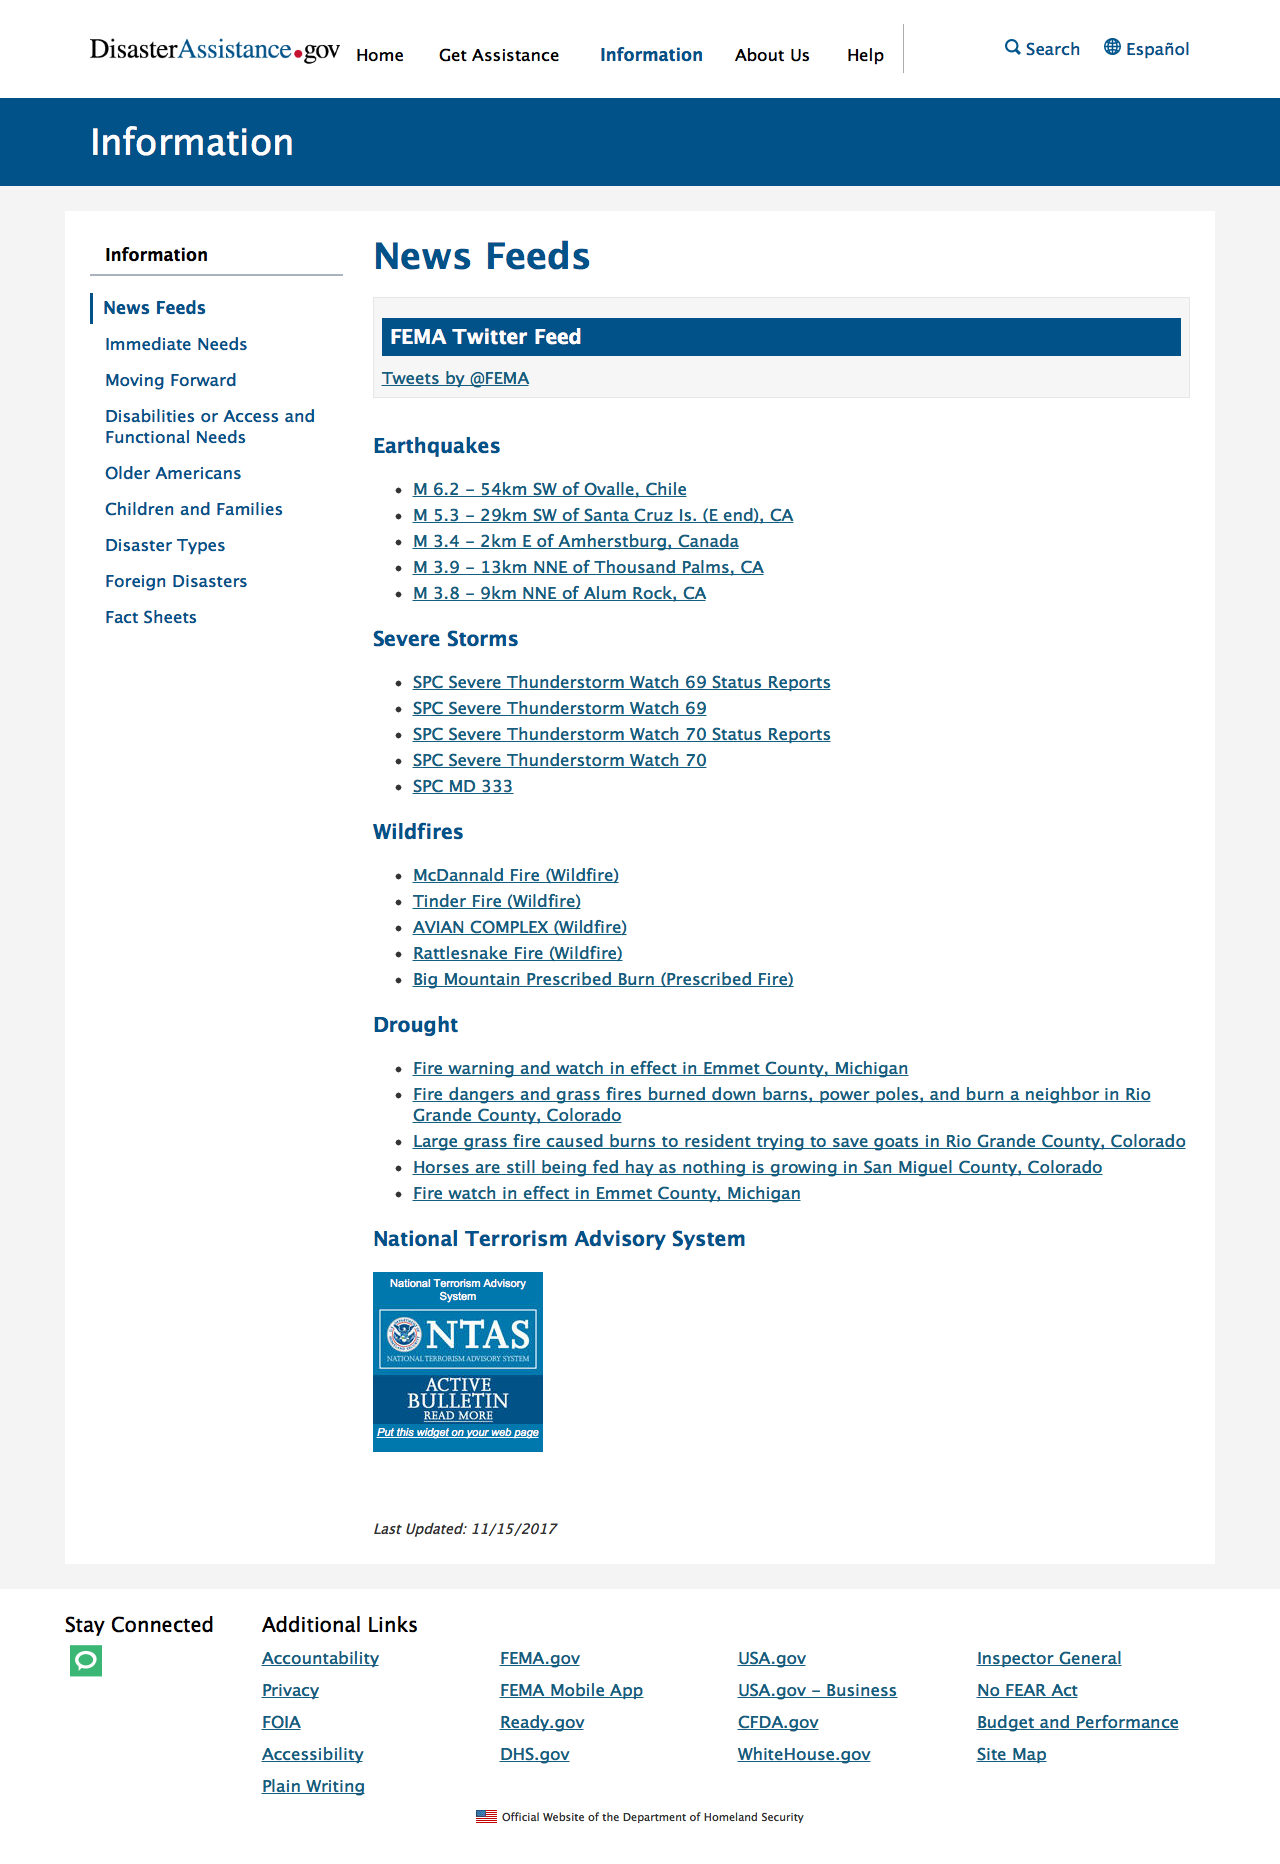 DisasterAssistance.gov Home Get Assistance Information About Us Help Search Español
Information
Information
News Feeds
Immediate Needs
Moving Forward
Disabilities or Access and
Functional Needs
Older Americans
Children and Families
Disaster Types
Foreign Disasters
Fact Sheets
News Feeds
FEMA Twitter Feed
Tweets by @FEMA
Earthquakes
M 6.2 - 54km SW of Ovalle, Chile
M 5.3 - 29km SW of Santa Cruz Is. (E end), CA
M 3.4 - 2km E of Amherstburg, Canada
M 3.9 - 13km NNE of Thousand Palms, CA
M 3.8 - 9km NNE of Alum Rock, CA
Severe Storms
SPC Severe Thunderstorm Watch 69 Status Reports
SPC Severe Thunderstorm Watch 69
SPC Severe Thunderstorm Watch 70 Status Reports
SPC Severe Thunderstorm Watch 70
SPC MD 333
Wildfires
McDannald Fire (Wildfire)
Tinder Fire (Wildfire)
AVIAN COMPLEX (Wildfire)
Rattlesnake Fire (Wildfire)
Big Mountain Prescribed Burn (Prescribed Fire)
Drought
Fire warning and watch in effect in Emmet County, Michigan
Fire dangers and grass fires burned down barns, power poles, and burn a neighbor in Rio
Grande County, Colorado
Large grass fire caused burns to resident trying to save goats in Rio Grande County, Colorado
Horses are still being fed hay as nothing is growing in San Miguel County, Colorado
Fire watch in effect in Emmet County, Michigan
National Terrorism Advisory System
National Terrorism Advisory
System
NTAS
NATIONAL TERRORISM ADVISORY SYSTEM
ACTIVE
BULLETIN
READ MORE
Put this widget on your web page
Last Updated: 11/15/2017
Stay Connected
Additional Links
Accountability
Privacy
FOIA
Accessibility
Plain Writing
FEMA.gov
FEMA Mobile App
Ready.gov
DHS.gov
USA.gov
USA.gov - Business
CFDA.gov
WhiteHouse.gov
Inspector General
No FEAR Act
Budget and Performance
Site Map
Official Website of the Department of Homeland Security